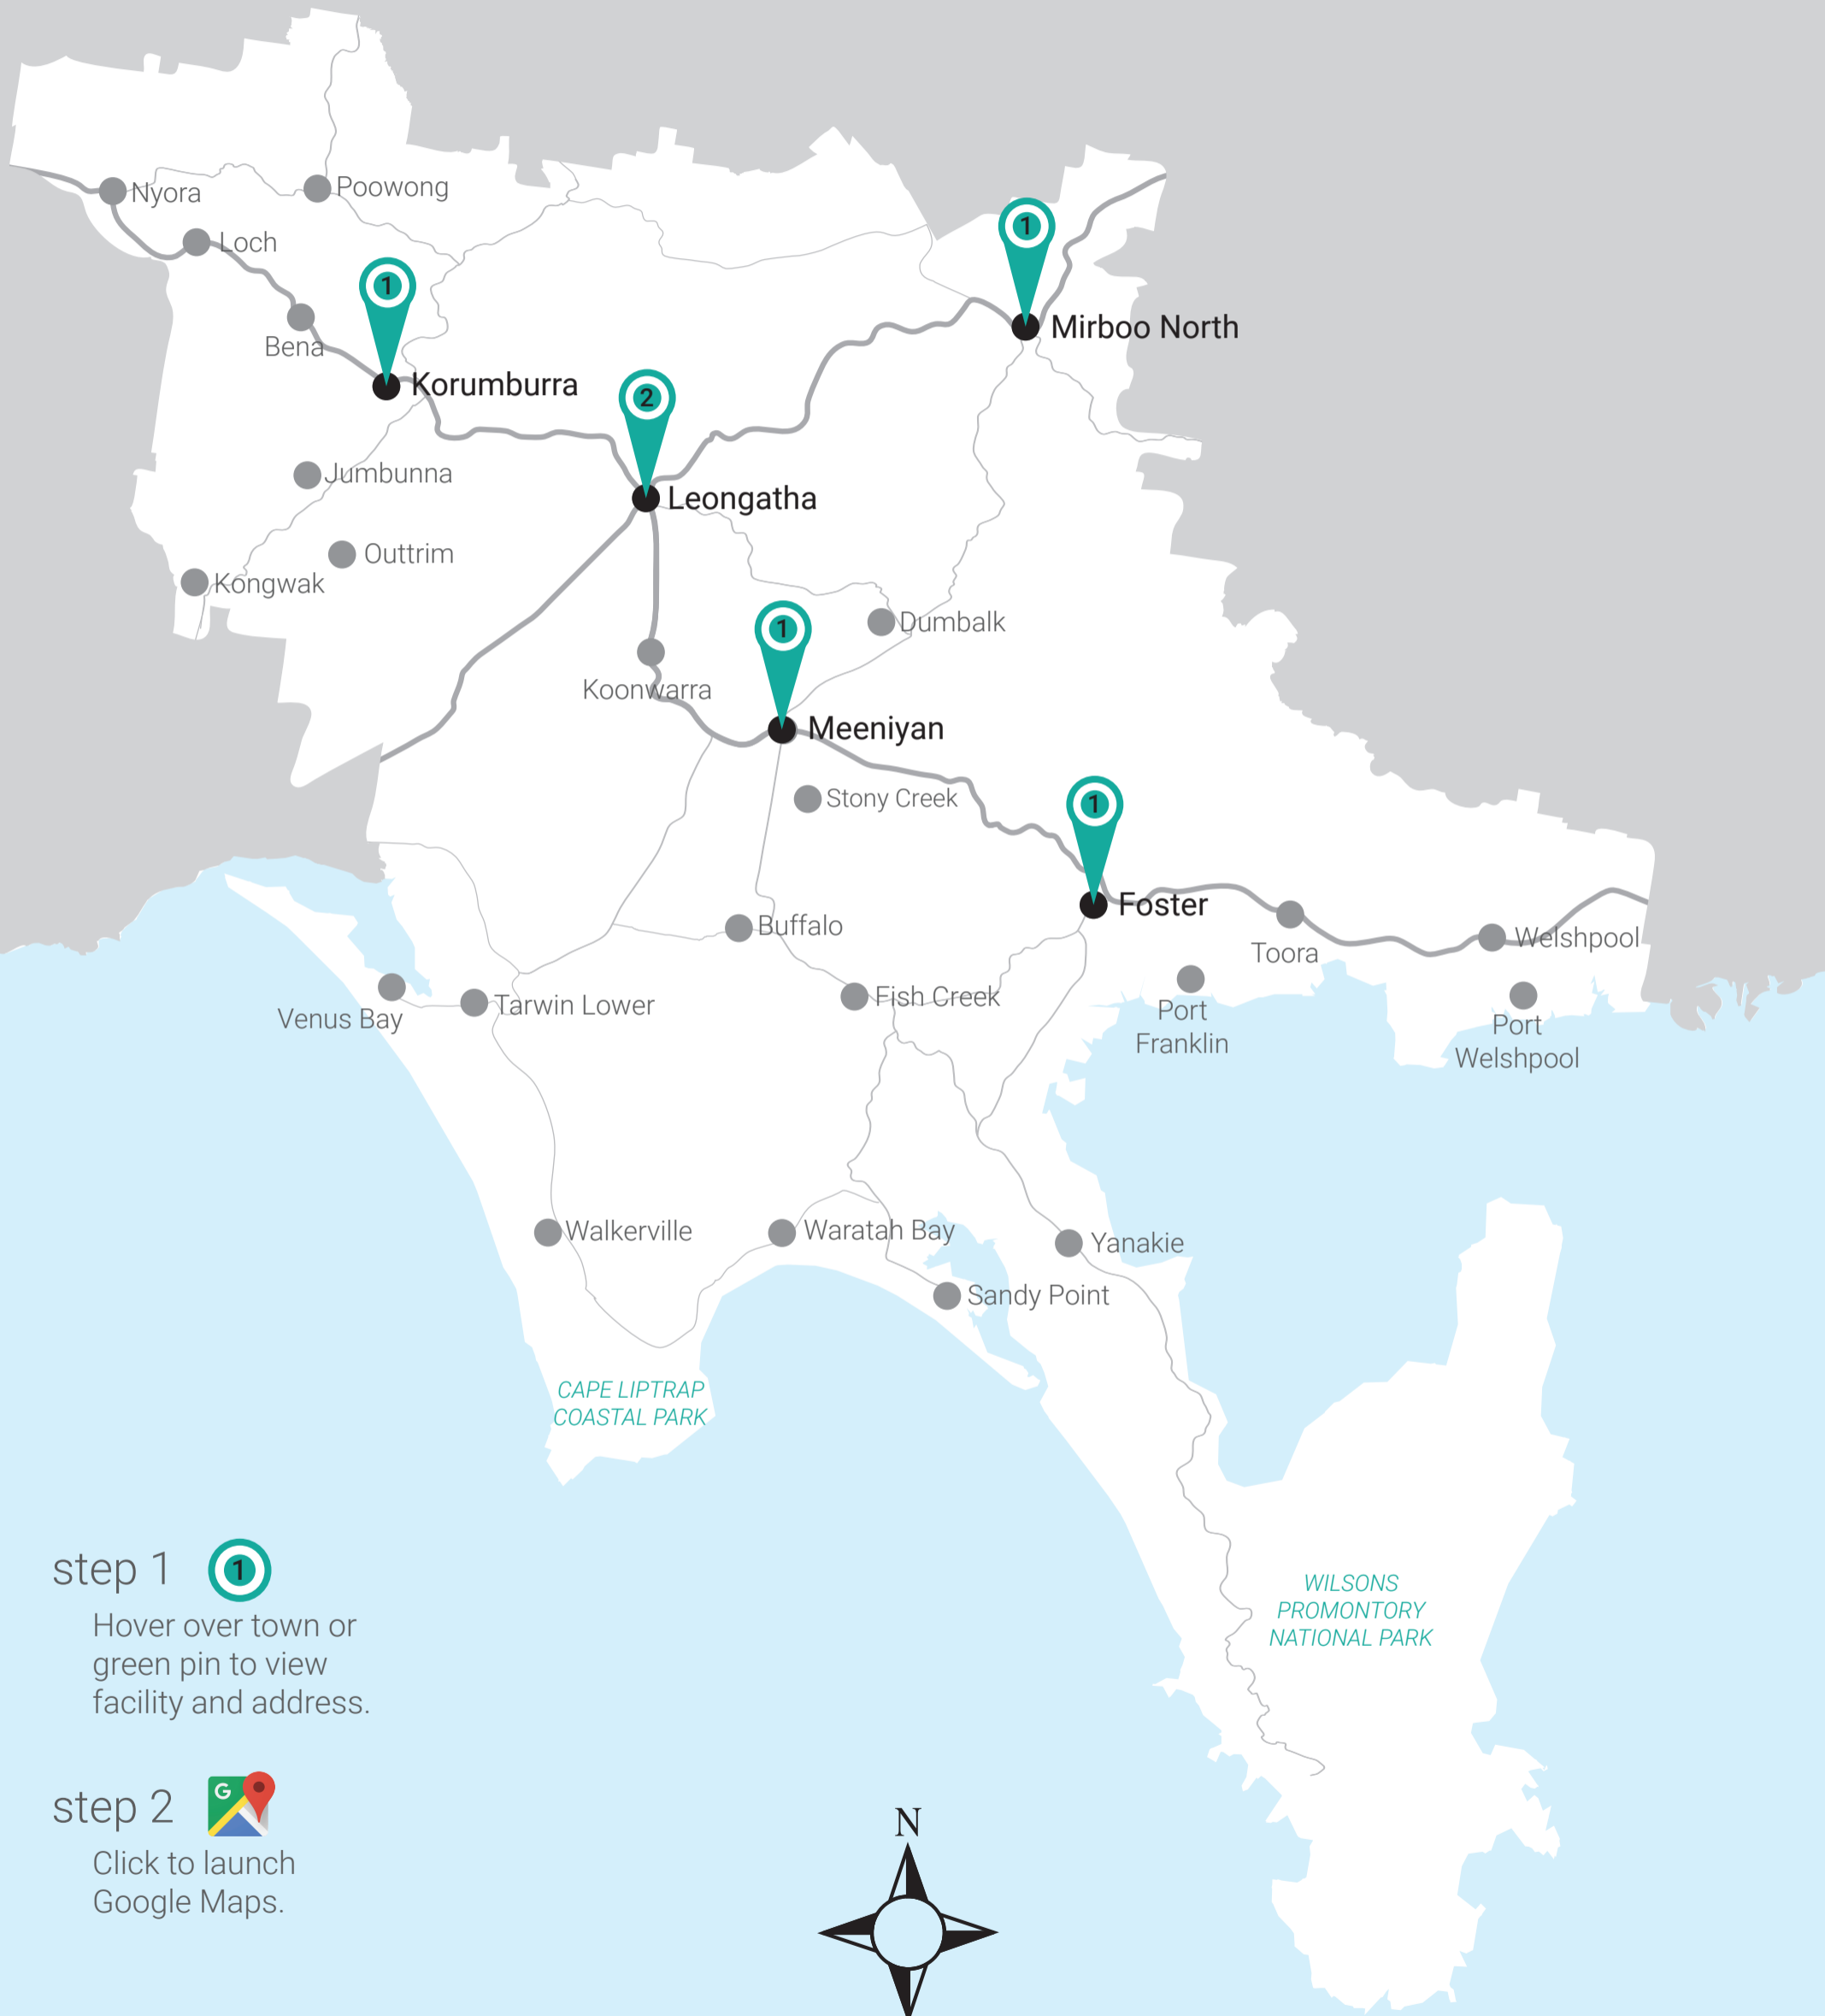 Poowong
Nyora
1
Loch
1
Mirboo North
Bena
Korumburra
2
Jumbunna
Leongatha
Outtrim
Kongwak
1
Dumbalk
Koonwarra
Meeniyan
Stony Creek
1
Foster
Buffalo
Welshpool
Toora
Fish Creek
Tarwin Lower
Venus Bay
Port
Franklin
Port
Welshpool
Walkerville
Waratah Bay
Yanakie
Sandy Point
CAPE LIPTRAP
COASTAL PARK
WILSONS
PROMONTORY
NATIONAL PARK
step 1 1
Hover over town or
green pin to view
facility and address.
step 2 G
Click to launch
Google Maps.
N